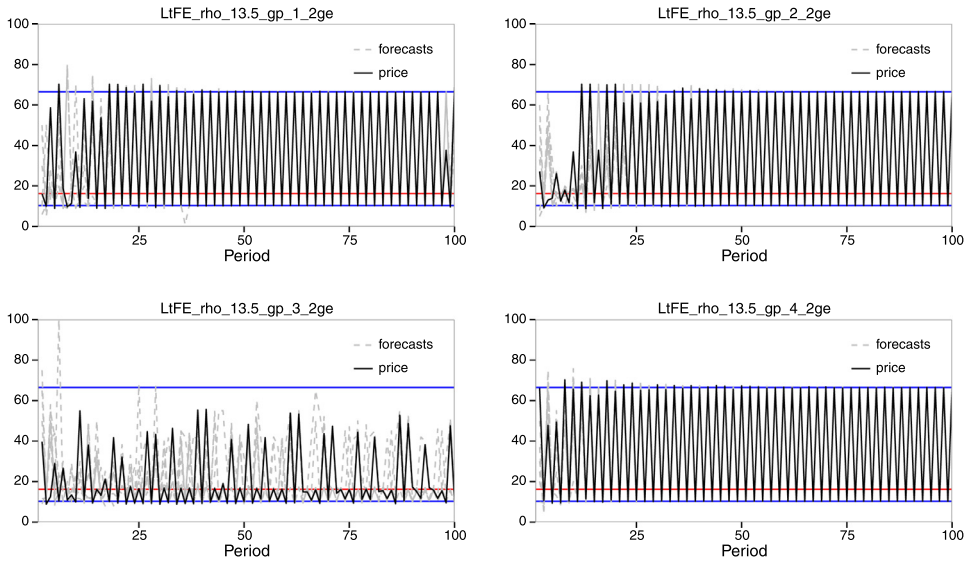 LtFE_rho_13.5_gp_1_2ge
100
80
60
40
20
0
forecasts
price
25 50 75 100
Period
LtFE_rho_13.5_gp_2_2ge
100
80
60
40
20
0
forecasts
price
25 50 75 100
Period
LtFE_rho_13.5_gp_3_2ge
100
80
60
40
20
0
forecasts
price
25 50 75 100
Period
LtFE_rho_13.5_gp_4_2ge
100
80
60
40
20
0
forecasts
price
25 50 75 100
Period